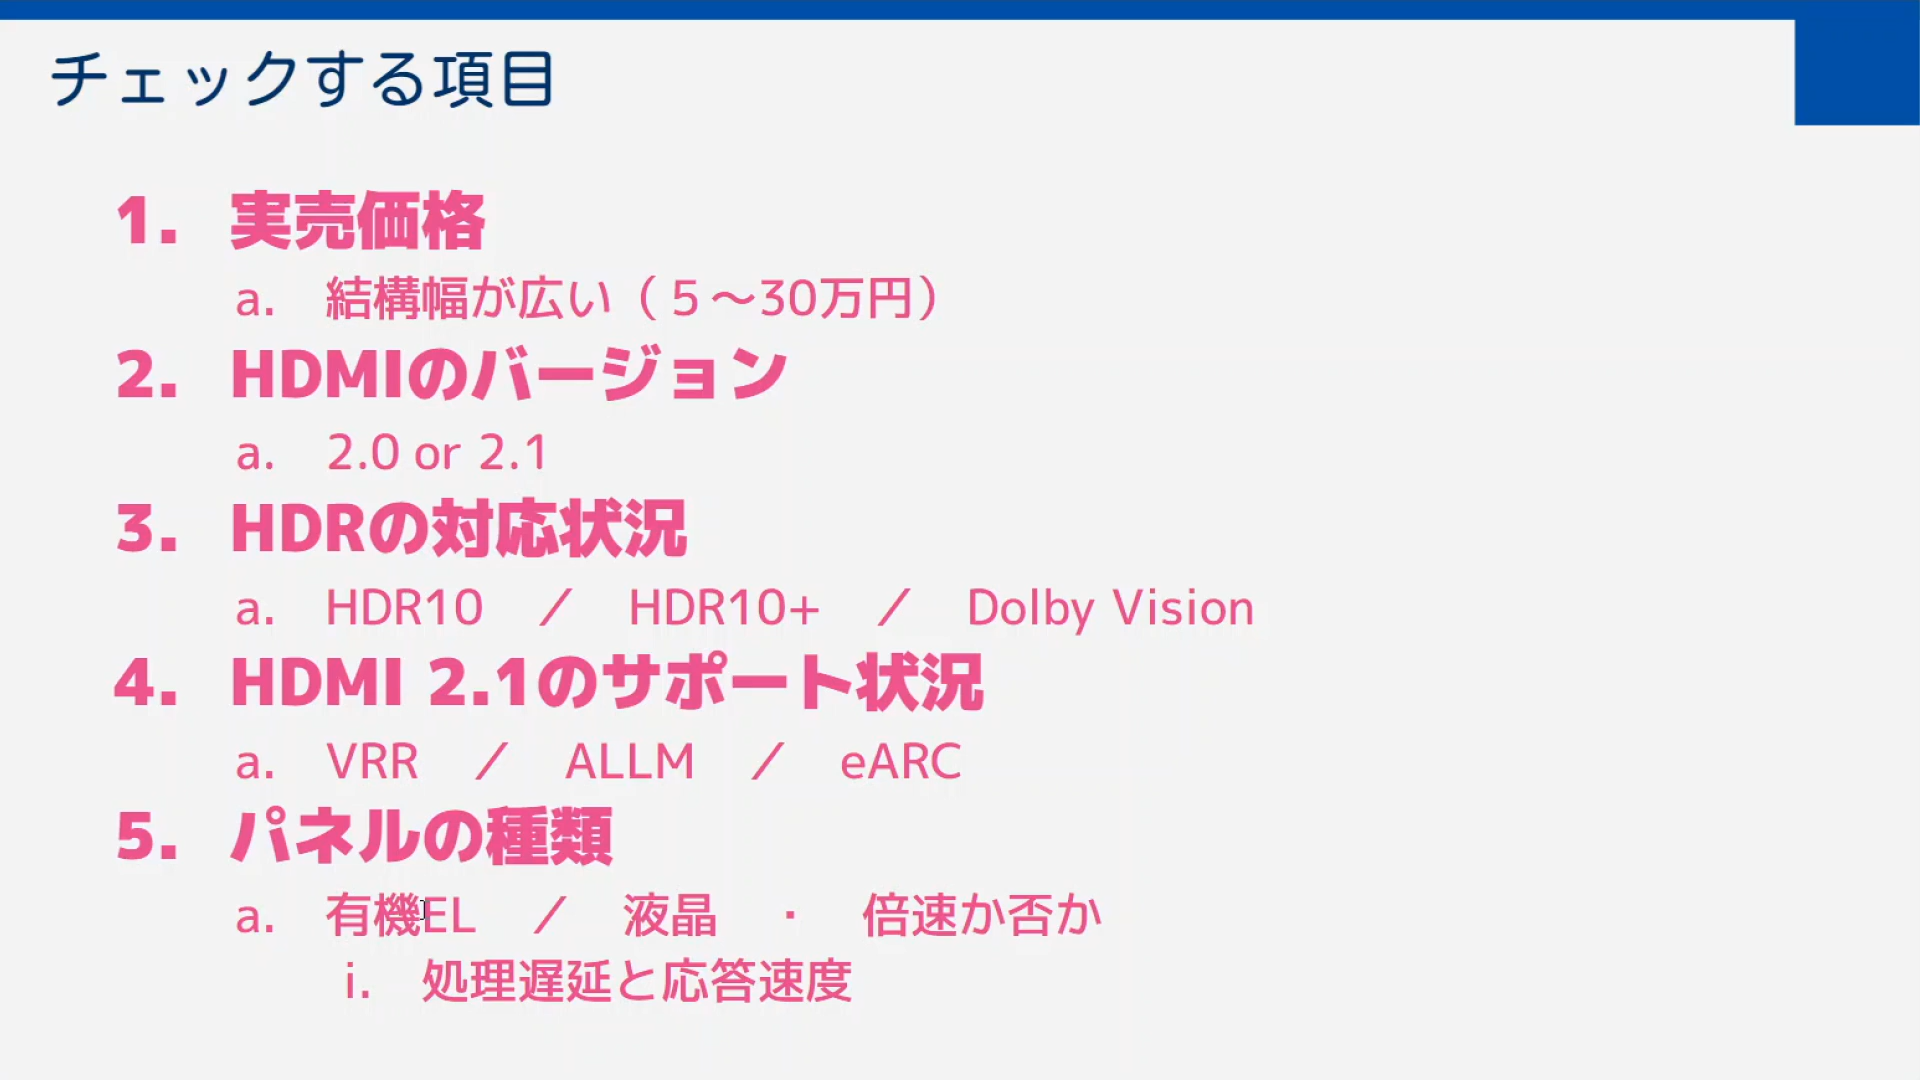 チェックする項目
1. 実売価格
a. 結構幅が広い（５～30万円）
2. HDMIのバージョン
a. 2.0 or 2.1
3. HDRの対応状況
a. HDR10 ／ HDR10+ ／ Dolby Vision
4. HDMI 2.1のサポート状況
a. VRR ／ ALLM ／ eARC
5. パネルの種類
a. 有機EL ／ 液晶 ・ 倍速か否か
i. 処理遅延と応答速度